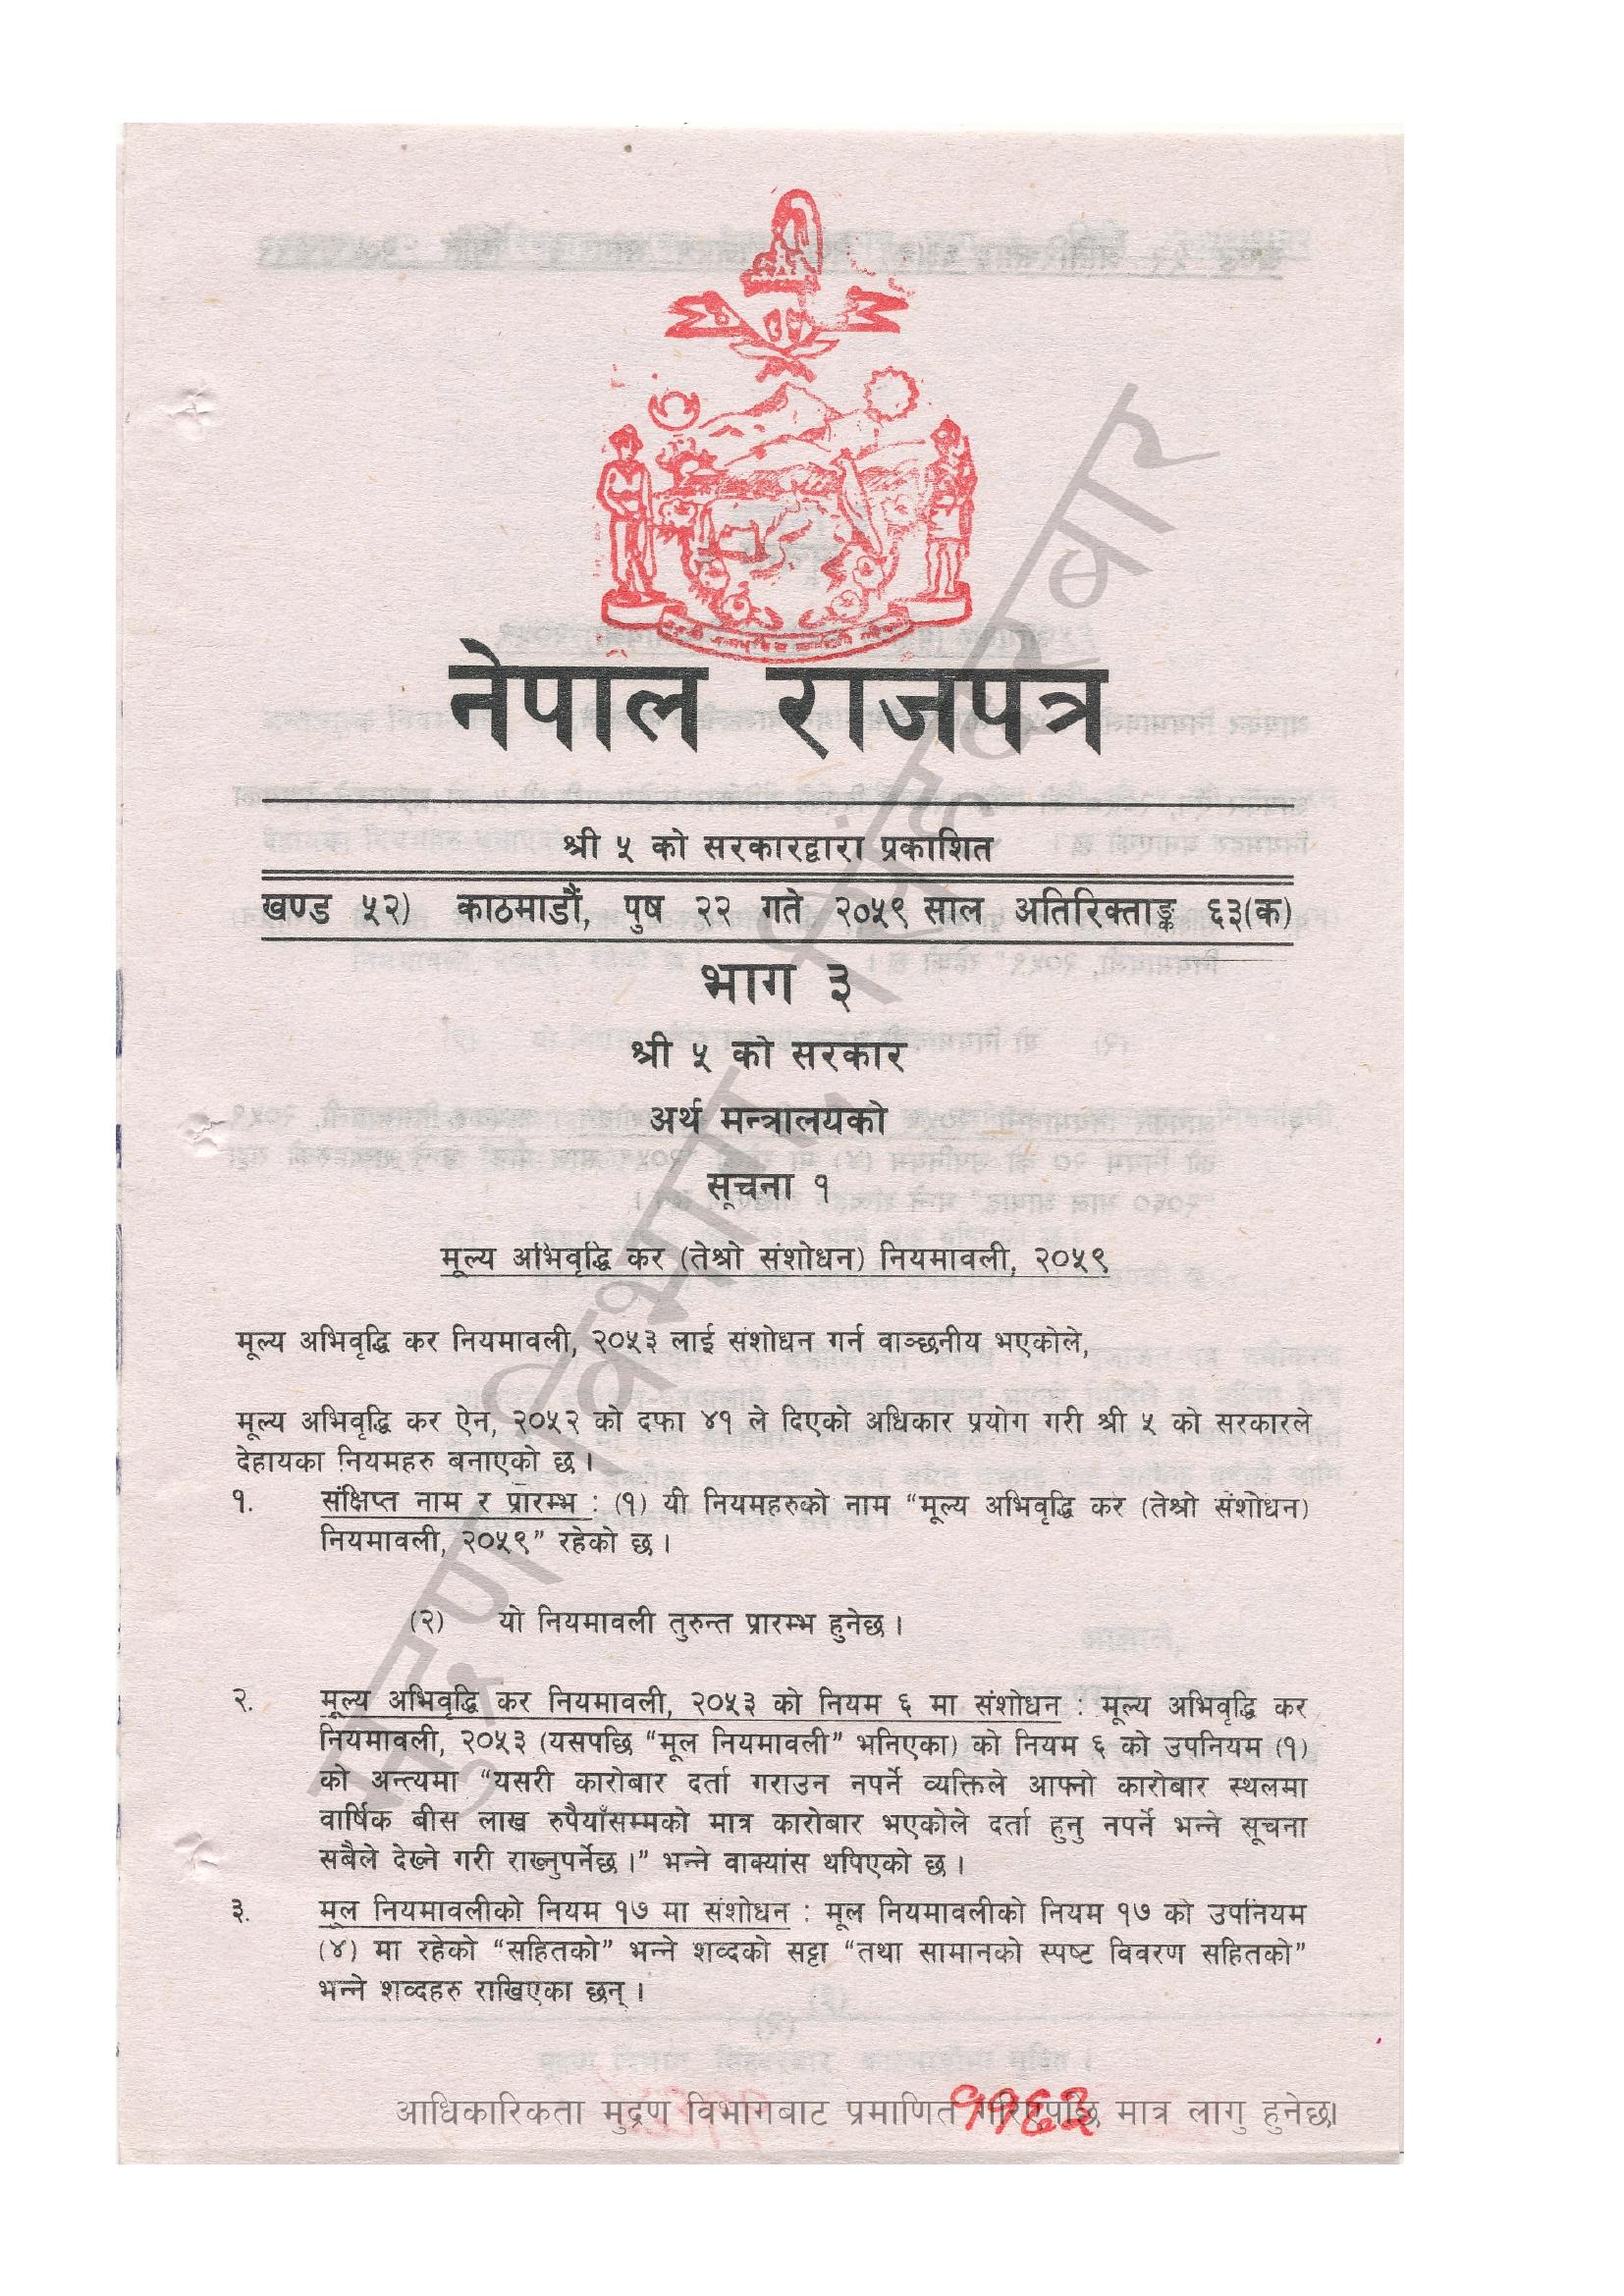 नेपाल राजपत्र
श्री ५ को सरकारद्वारा प्रकाशित
खण्ड ५२) काठमाडौं, पुष २२ गते २०५९ साल अतिरिक्ताङ्क ६३(क)
भाग ३
श्री ५ को सरकार
अर्थ मन्त्रालयको
सूचना १
मूल्य अभिवृद्धि कर (तेश्रो संशोधन) नियमावली, २०५९
मूल्य अभिवृद्धि कर नियमावली, २०५३ लाई संशोधन गर्न वाञ्छनीय भएकोले,
मूल्य अभिवृद्धि कर ऐन, २०५२ को दफा ४१ ले दिएको अधिकार प्रयोग गरी श्री ५ को सरकारले
देहायका नियमहरु बनाएको छ ।
१. संक्षिप्त नाम र प्रारम्भ : (१) यी नियमहरुको नाम “मूल्य अभिवृद्धि कर (तेश्रो संशोधन)
नियमावली, २०५९” रहेको छ ।
(२) यो नियमावली तुरुन्त प्रारम्भ हुनेछ ।
२. मूल्य अभिवृद्धि कर नियमावली, २०५३ को नियम ६ मा संशोधन : मूल्य अभिवृद्धि कर
नियमावली, २०५३ (यसपछि “मूल नियमावली” भनिएका) को नियम ६ को उपनियम (१)
को अन्त्यमा “यसरी कारोबार दर्ता गराउन नपर्ने व्यक्तिले आफ्नो कारोबार स्थलमा
वार्षिक बीस लाख रुपैयाँसम्मको मात्र कारोबार भएकोले दर्ता हुनु नपर्ने भन्ने सूचना
सबैले देख्ने गरी राख्नुपर्नेछ ।” भन्ने वाक्यांस थपिएको छ ।
३. मूल नियमावलीको नियम १७ मा संशोधन : मूल नियमावलीको नियम १७ को उपनियम
(४) मा रहेको “सहितको” भन्ने शव्दको सट्टा “तथा सामानको स्पष्ट विवरण सहितको”
भन्ने शव्दहरु राखिएका छन् ।
मुद्रण विभाग, सिंहदरबार
आधिकारिकता मुद्रण विभागबाट प्रमाणित गरिएपछि मात्र लागु हुनेछ।
११६३